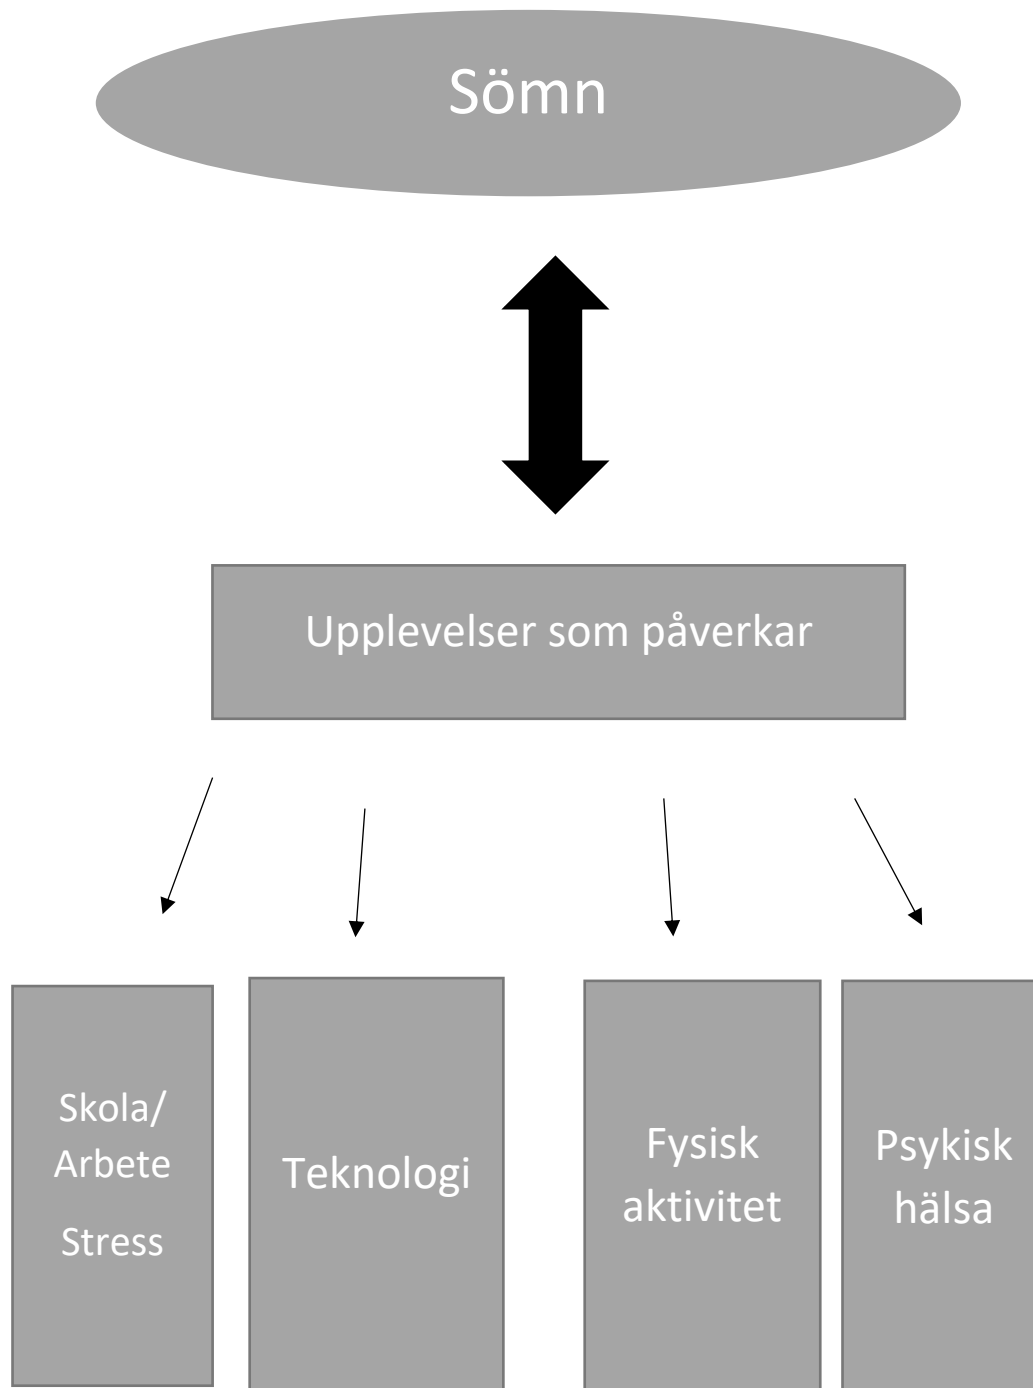 Sömn
Upplevelser som påverkar
Skola/
Arbete
Stress
Teknologi
Fysisk
aktivitet
Psykisk
hälsa